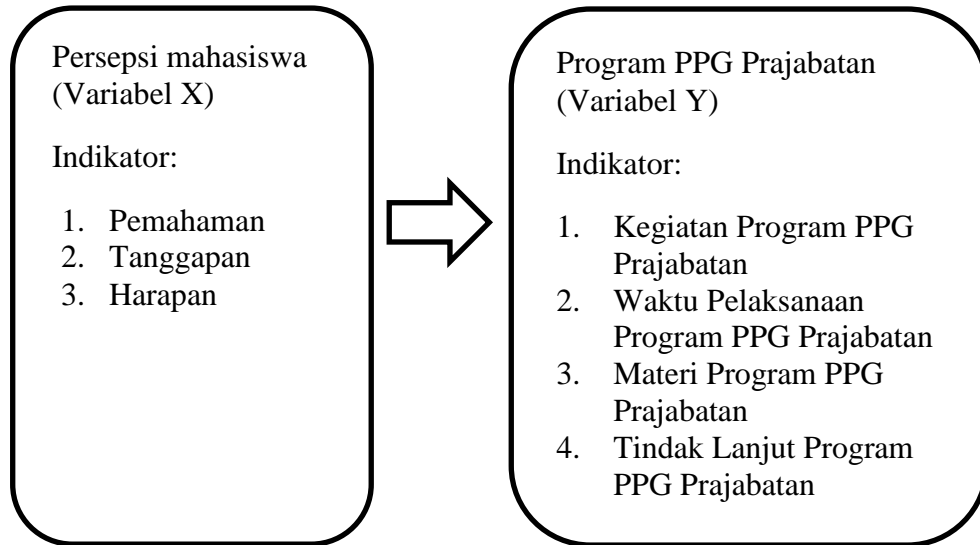 Persepsi mahasiswa
(Variabel X)
Indikator:
1. Pemahaman
2. Tanggapan
3. Harapan
Program PPG Prajabatan
(Variabel Y)
Indikator:
1. Kegiatan Program PPG
Prajabatan
2. Waktu Pelaksanaan
Program PPG Prajabatan
3. Materi Program PPG
Prajabatan
4. Tindak Lanjut Program
PPG Prajabatan